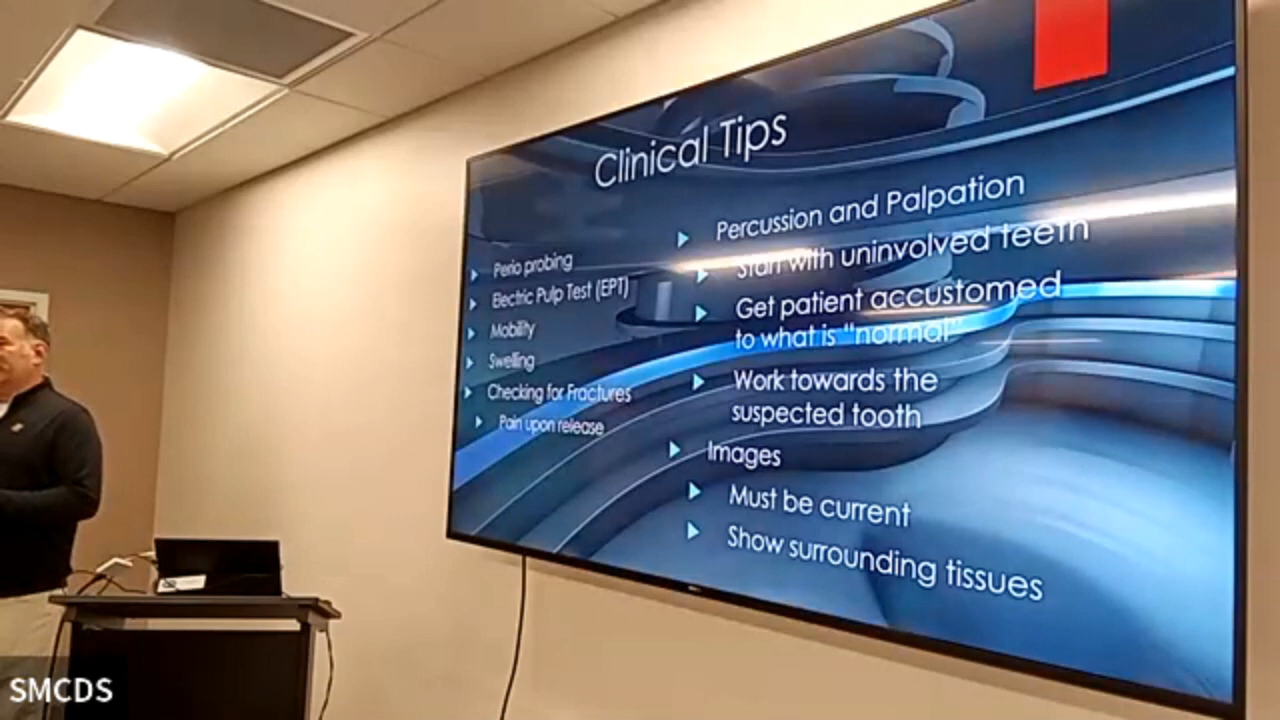 Clinical Tips
Perio probing
Electric Pulp Test (EPT)
Mobility
Swelling
Checking for Fractures
Pain upon release
Percussion and Palpation
Start with uninvolved teeth
Get patient accustomed
to what is "normal"
Work towards the
suspected tooth
Images
Must be current
Show surrounding tissues
SMCDS